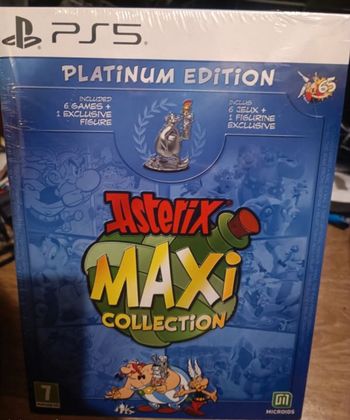 PS5
PLATINUM EDITION
INCLUDED
6 GAMES +
1 EXCLUSIVE
FIGURE
INCLUS
6 JEUX +
1 FIGURINE
EXCLUSIVE
65
Asterix
MAXI
COLLECTION
7
MICROIDS